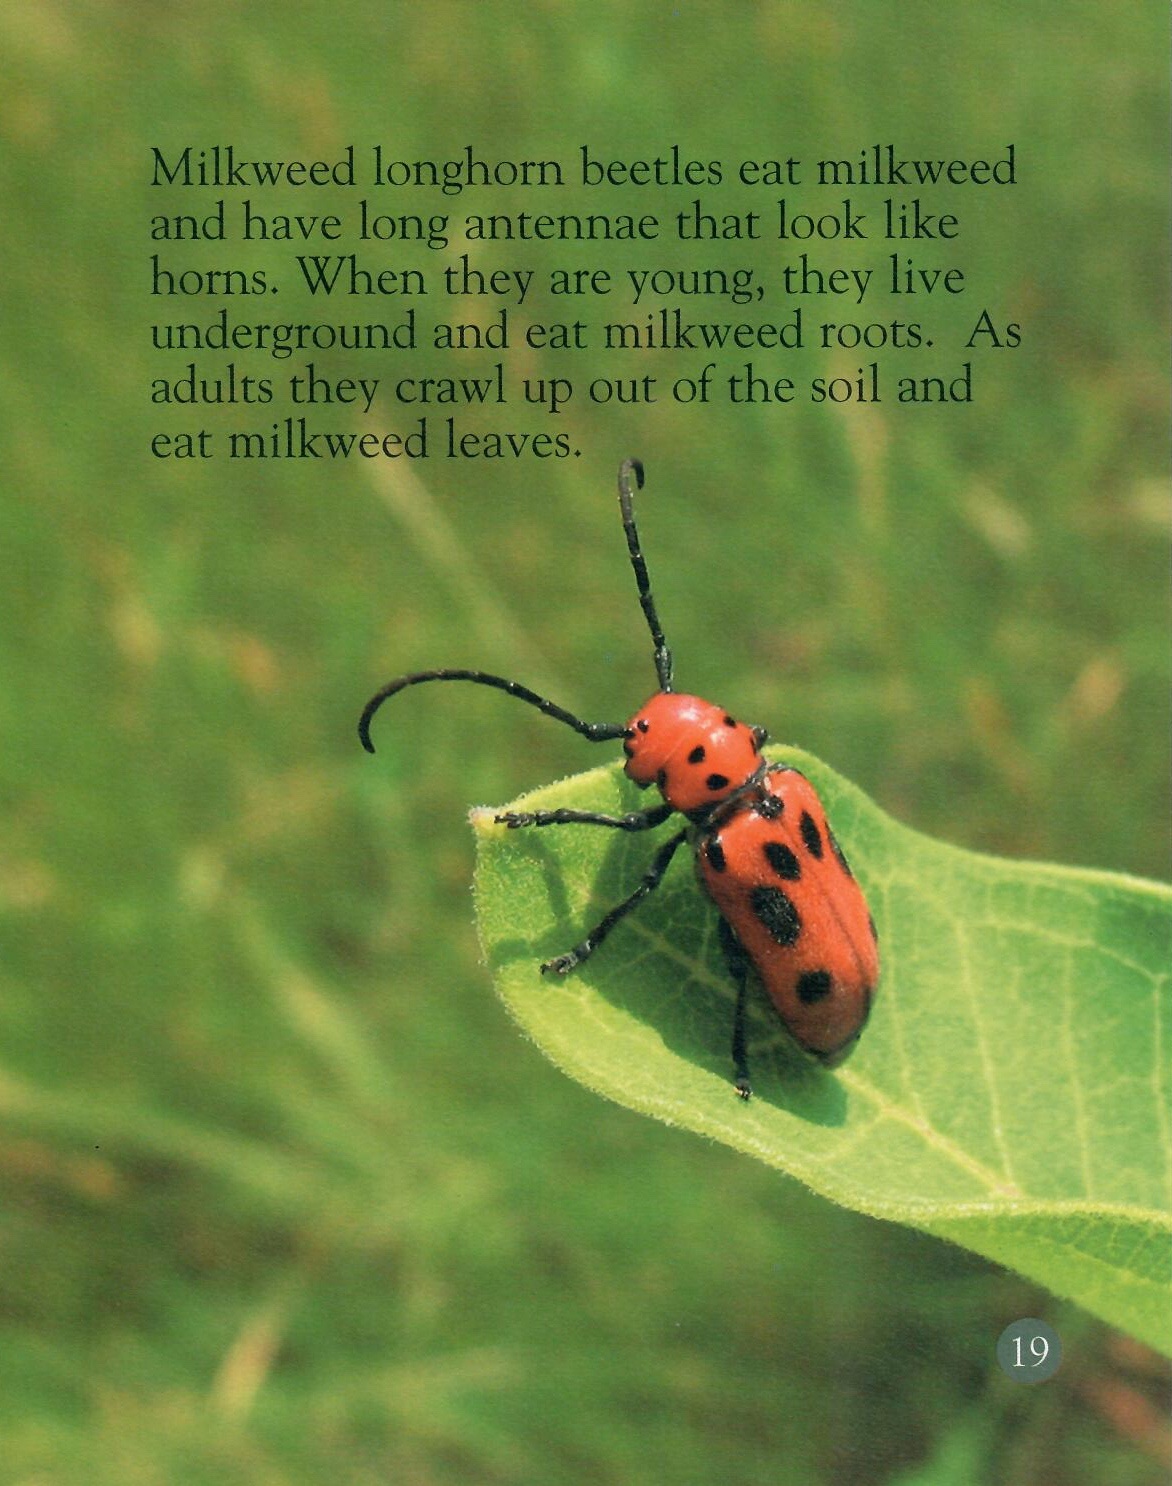 Milkweed longhorn beetles eat milkweed
and have long antennae that look like
horns. When they are young, they live
underground and eat milkweed roots.  As
adults they crawl up out of the soil and
eat milkweed leaves.
19